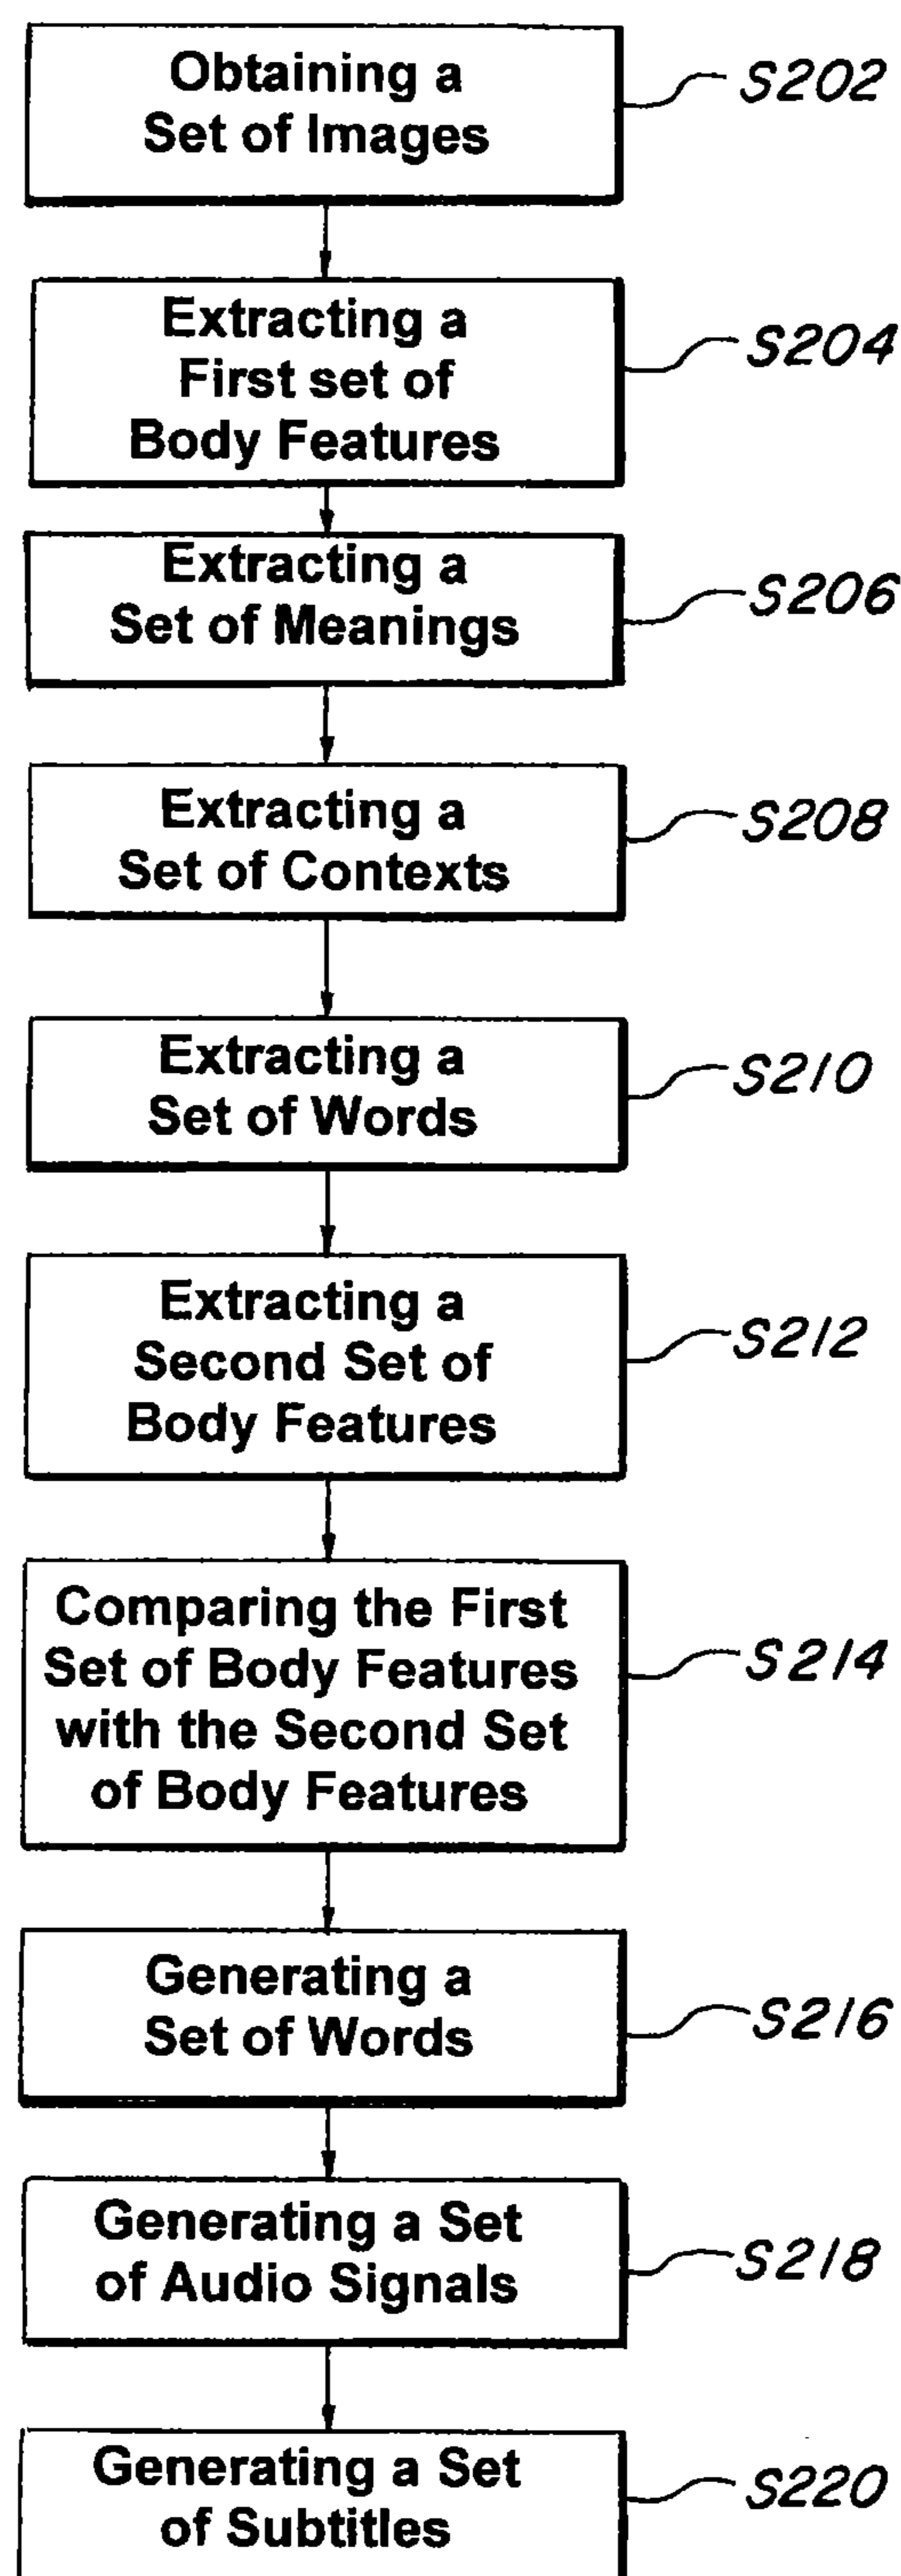 Obtaining a
Set of Images
S202
Extracting a
First set of
Body Features
S204
Extracting a
Set of Meanings
S206
Extracting a
Set of Contexts
S208
Extracting a
Set of Words
S210
Extracting a
Second Set of
Body Features
S212
Comparing the First
Set of Body Features
with the Second Set
of Body Features
S214
Generating a
Set of Words
S216
Generating a Set
of Audio Signals
S218
Generating a Set
of Subtitles
S220